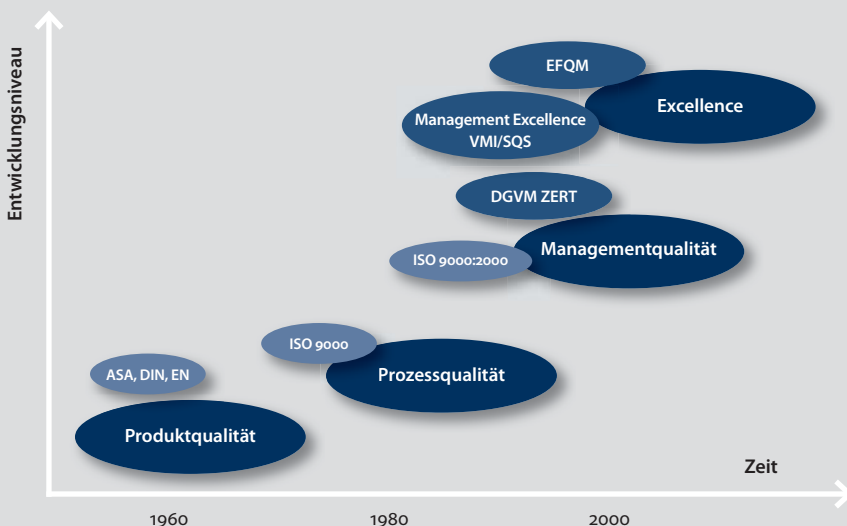 Entwicklungsniveau
EFQM
Excellence
Management Excellence
VMI/SQS
DGVM ZERT
Managementqualität
ISO 9000:2000
ISO 9000
Prozessqualität
ASA, DIN, EN
Produktqualität
Zeit
1960
1980
2000